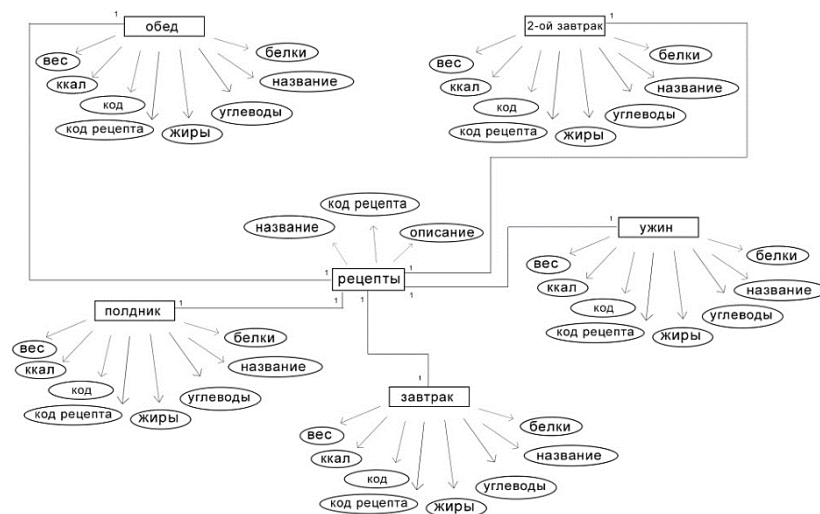 1
обед
белки
вес
ккал
название
код
углеводы
код рецепта
жиры
1
2-ой завтрак
белки
вес
ккал
название
код
углеводы
код рецепта
жиры
код рецепта
название
описание
1
рецепты
1
1
1
1
1
ужин
белки
вес
ккал
название
код
углеводы
код рецепта
жиры
полдник
1
белки
вес
ккал
название
код
углеводы
код рецепта
жиры
1
завтрак
белки
вес
ккал
название
код
углеводы
код рецепта
жиры